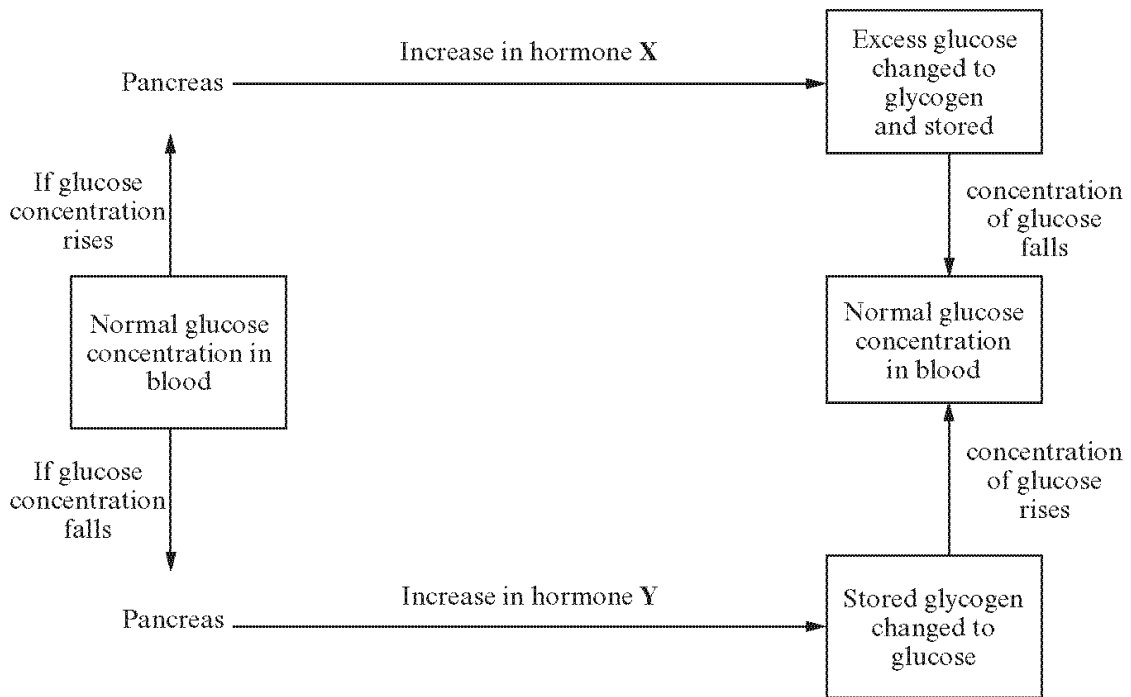 Increase in hormone X
Pancreas
Excess glucose
changed to
glycogen
and stored
If glucose
concentration
rises
concentration
of glucose
falls
Normal glucose
concentration in
blood
Normal glucose
concentration
in blood
If glucose
concentration
falls
concentration
of glucose
rises
Pancreas
Increase in hormone Y
Stored glycogen
changed to
glucose